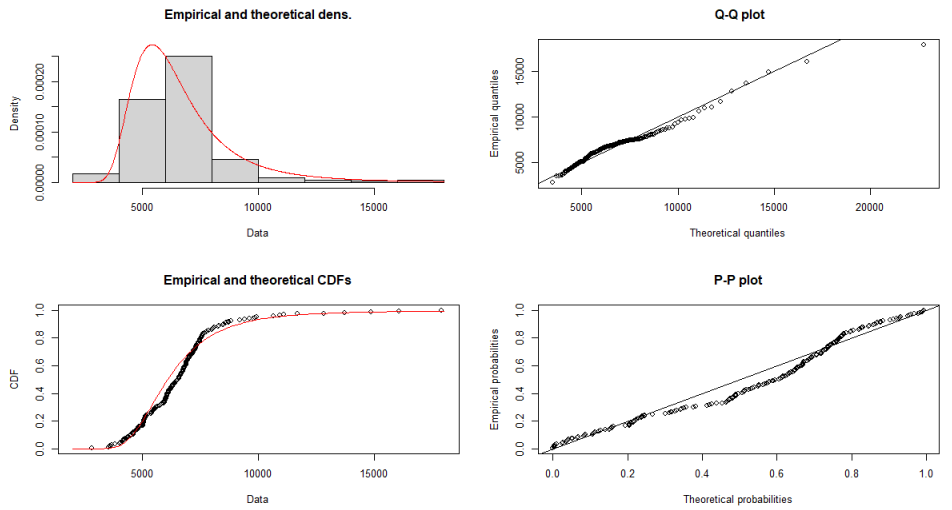 Empirical and theoretical dens.
Density
0.00000
0.00010
0.00020
5000
10000
15000
Data
Q-Q plot
Empirical quantiles
5000
10000
15000
5000
10000
15000
20000
Theoretical quantiles
Empirical and theoretical CDFs
CDF
0.0
0.2
0.4
0.6
0.8
1.0
5000
10000
15000
Data
P-P plot
Empirical probabilities
0.0
0.2
0.4
0.6
0.8
1.0
0.0
0.2
0.4
0.6
0.8
1.0
Theoretical probabilities